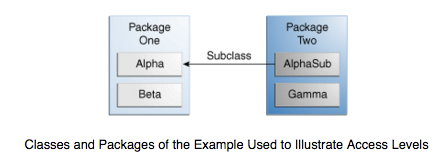 Package
One
Alpha
Beta
Subclass
Package
Two
AlphaSub
Gamma
Classes and Packages of the Example Used to Illustrate Access Levels